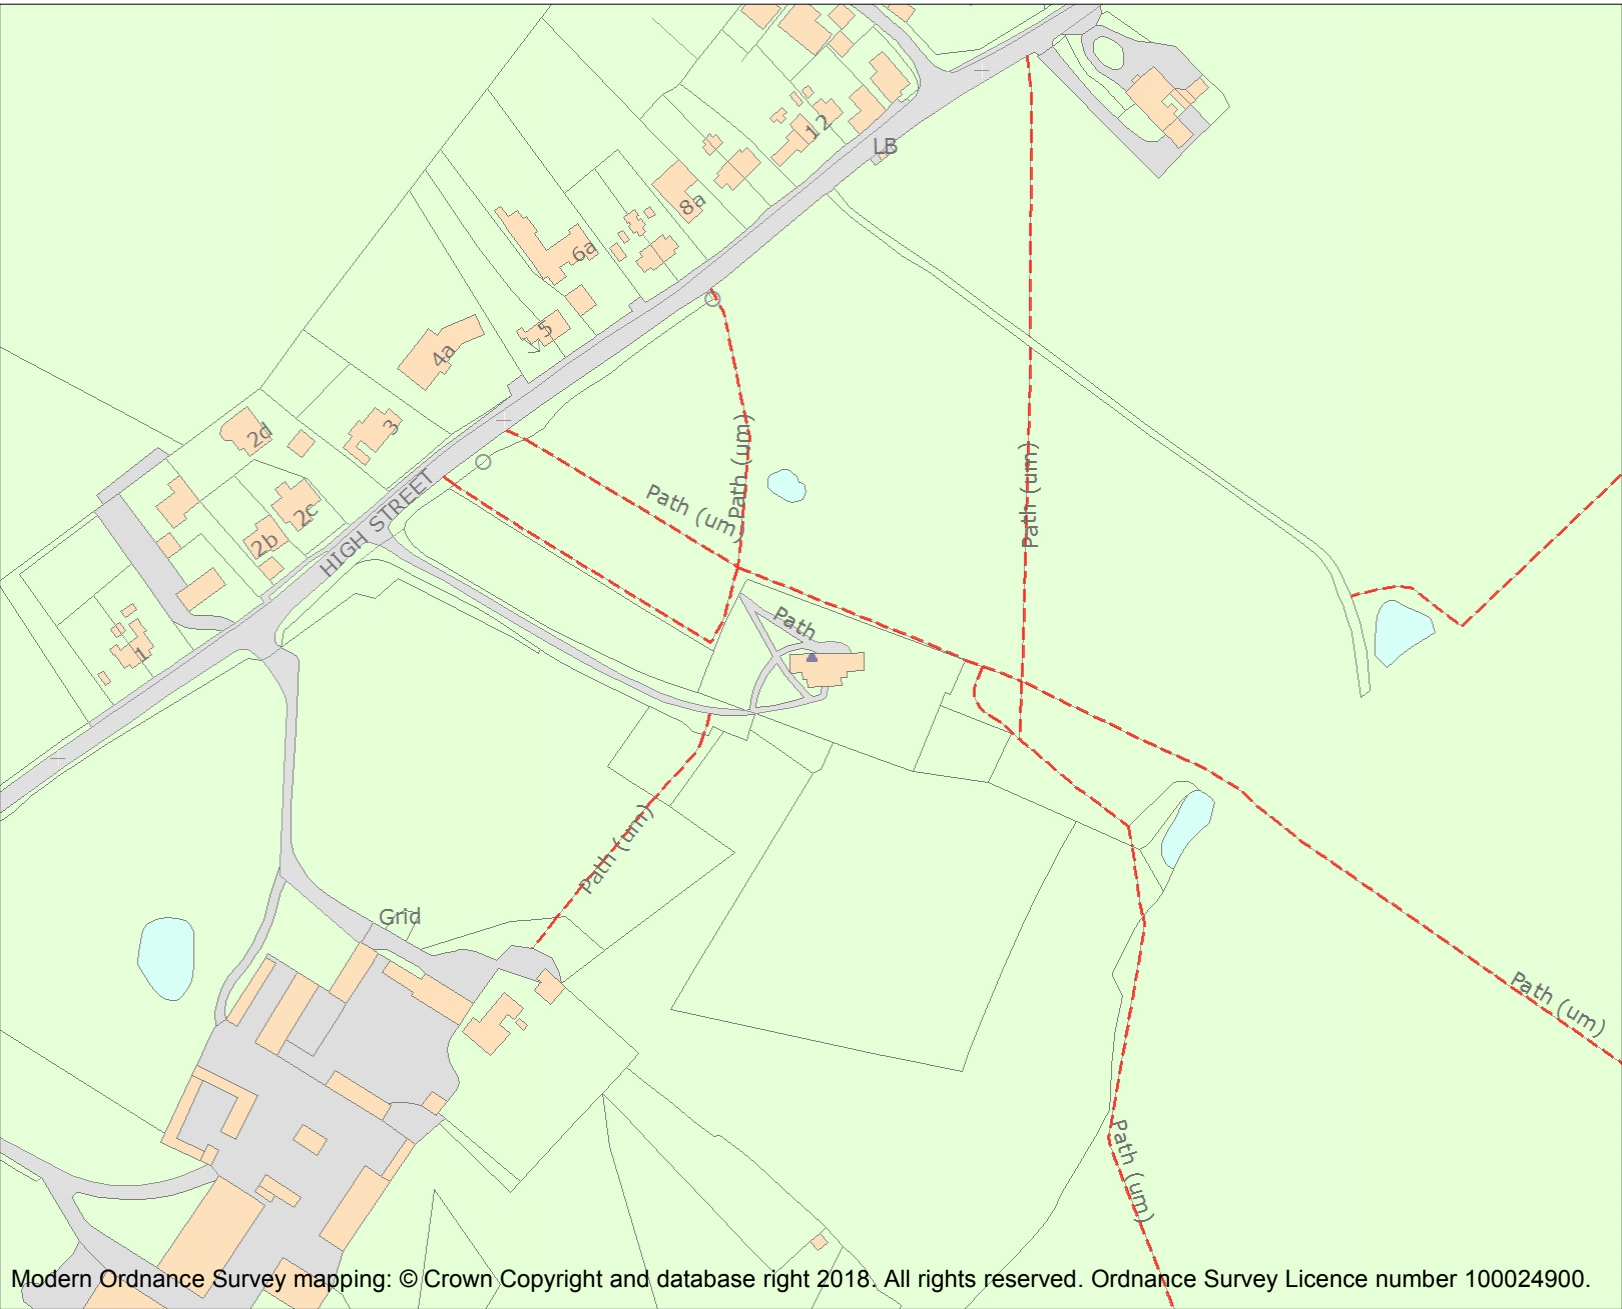 12
LB
8a
6a
5
4a
3
2d
2c
2b
HIGH STREET
1
Path (um)
Path (um)
Path (um)
Path
Path (um)
Grid
Path (um)
Path (um)
Modern Ordnance Survey mapping: © Crown Copyright and database right 2018. All rights reserved. Ordnance Survey Licence number 100024900.